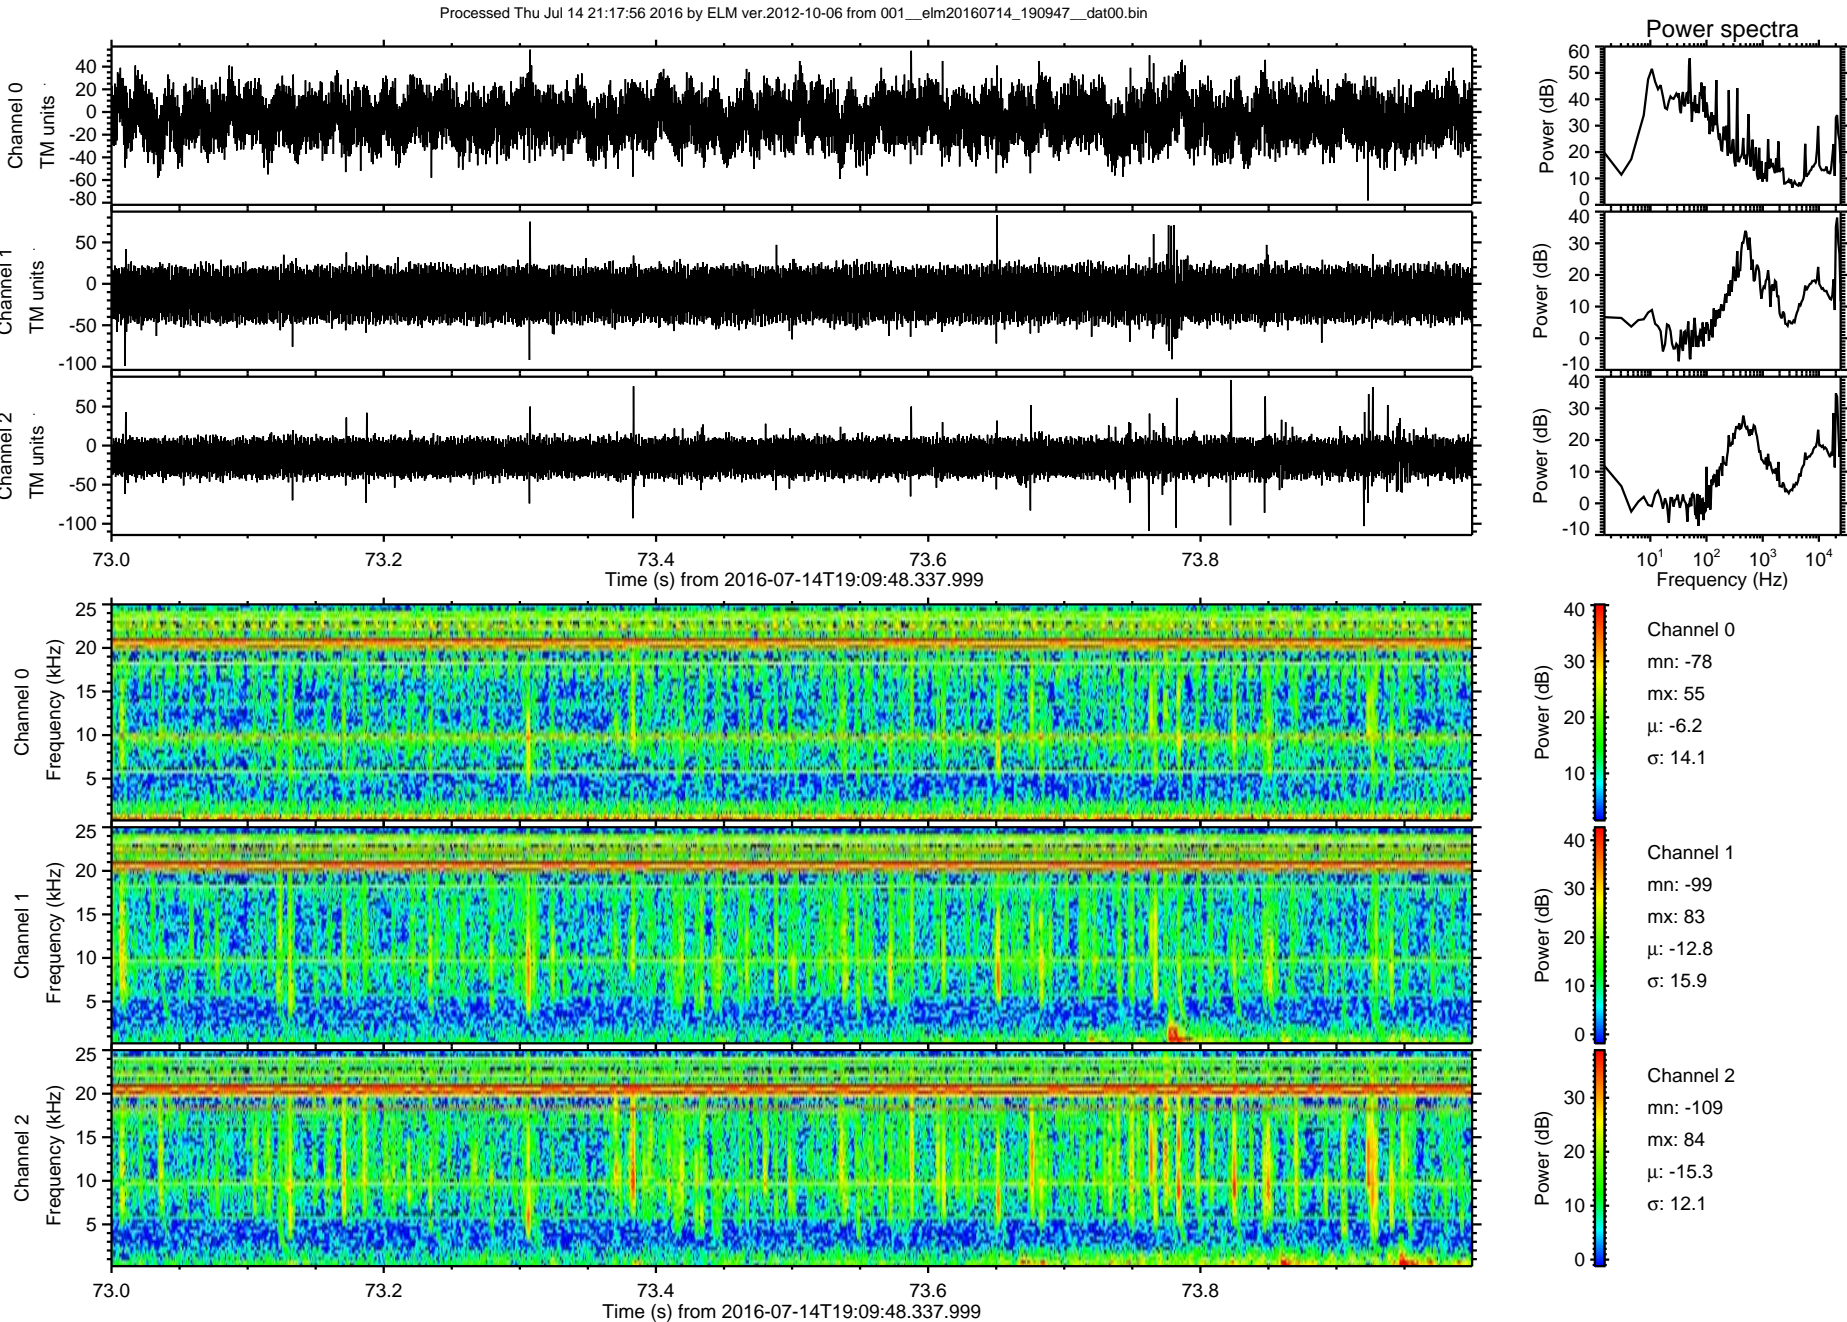 Processed Thu Jul 14 21:17:56 2016 by ELM ver.2012-10-06 from 001__elm20160714_190947__dat00.bin
Power spectra
Channel 0
TM units
40
20
0
-20
-40
-60
-80
Power (dB)
60
50
40
30
20
10
0
Channel 1
TM units
50
0
-50
-100
Power (dB)
40
30
20
10
0
-10
Channel 2
TM units
50
0
-50
-100
Power (dB)
40
30
20
10
0
-10
73.0 73.2 73.4 73.6 73.8
Time (s) from 2016-07-14T19:09:48.337.999
10^1 10^2 10^3 10^4
Frequency (Hz)
Channel 0
Frequency (kHz)
25
20
15
10
5
Power (dB)
40
30
20
10
Channel 0
mn: -78
mx: 55
μ: -6.2
σ: 14.1
Channel 1
Frequency (kHz)
25
20
15
10
5
Power (dB)
40
30
20
10
0
Channel 1
mn: -99
mx: 83
μ: -12.8
σ: 15.9
Channel 2
Frequency (kHz)
25
20
15
10
5
Power (dB)
30
20
10
0
Channel 2
mn: -109
mx: 84
μ: -15.3
σ: 12.1
73.0 73.2 73.4 73.6 73.8
Time (s) from 2016-07-14T19:09:48.337.999